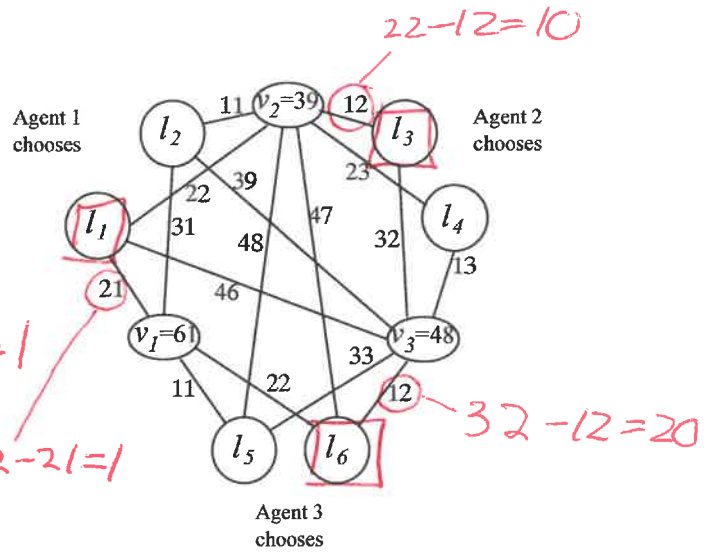 22-12=10
Agent 1
chooses
11
v2=39
12
l3
Agent 2
chooses
l2
22
39
23
l1
31
48
47
32
l4
13
21
46
v1=61
v3=48
33
11
22
12
-21=1
32-12=20
l5
l6
Agent 3
chooses